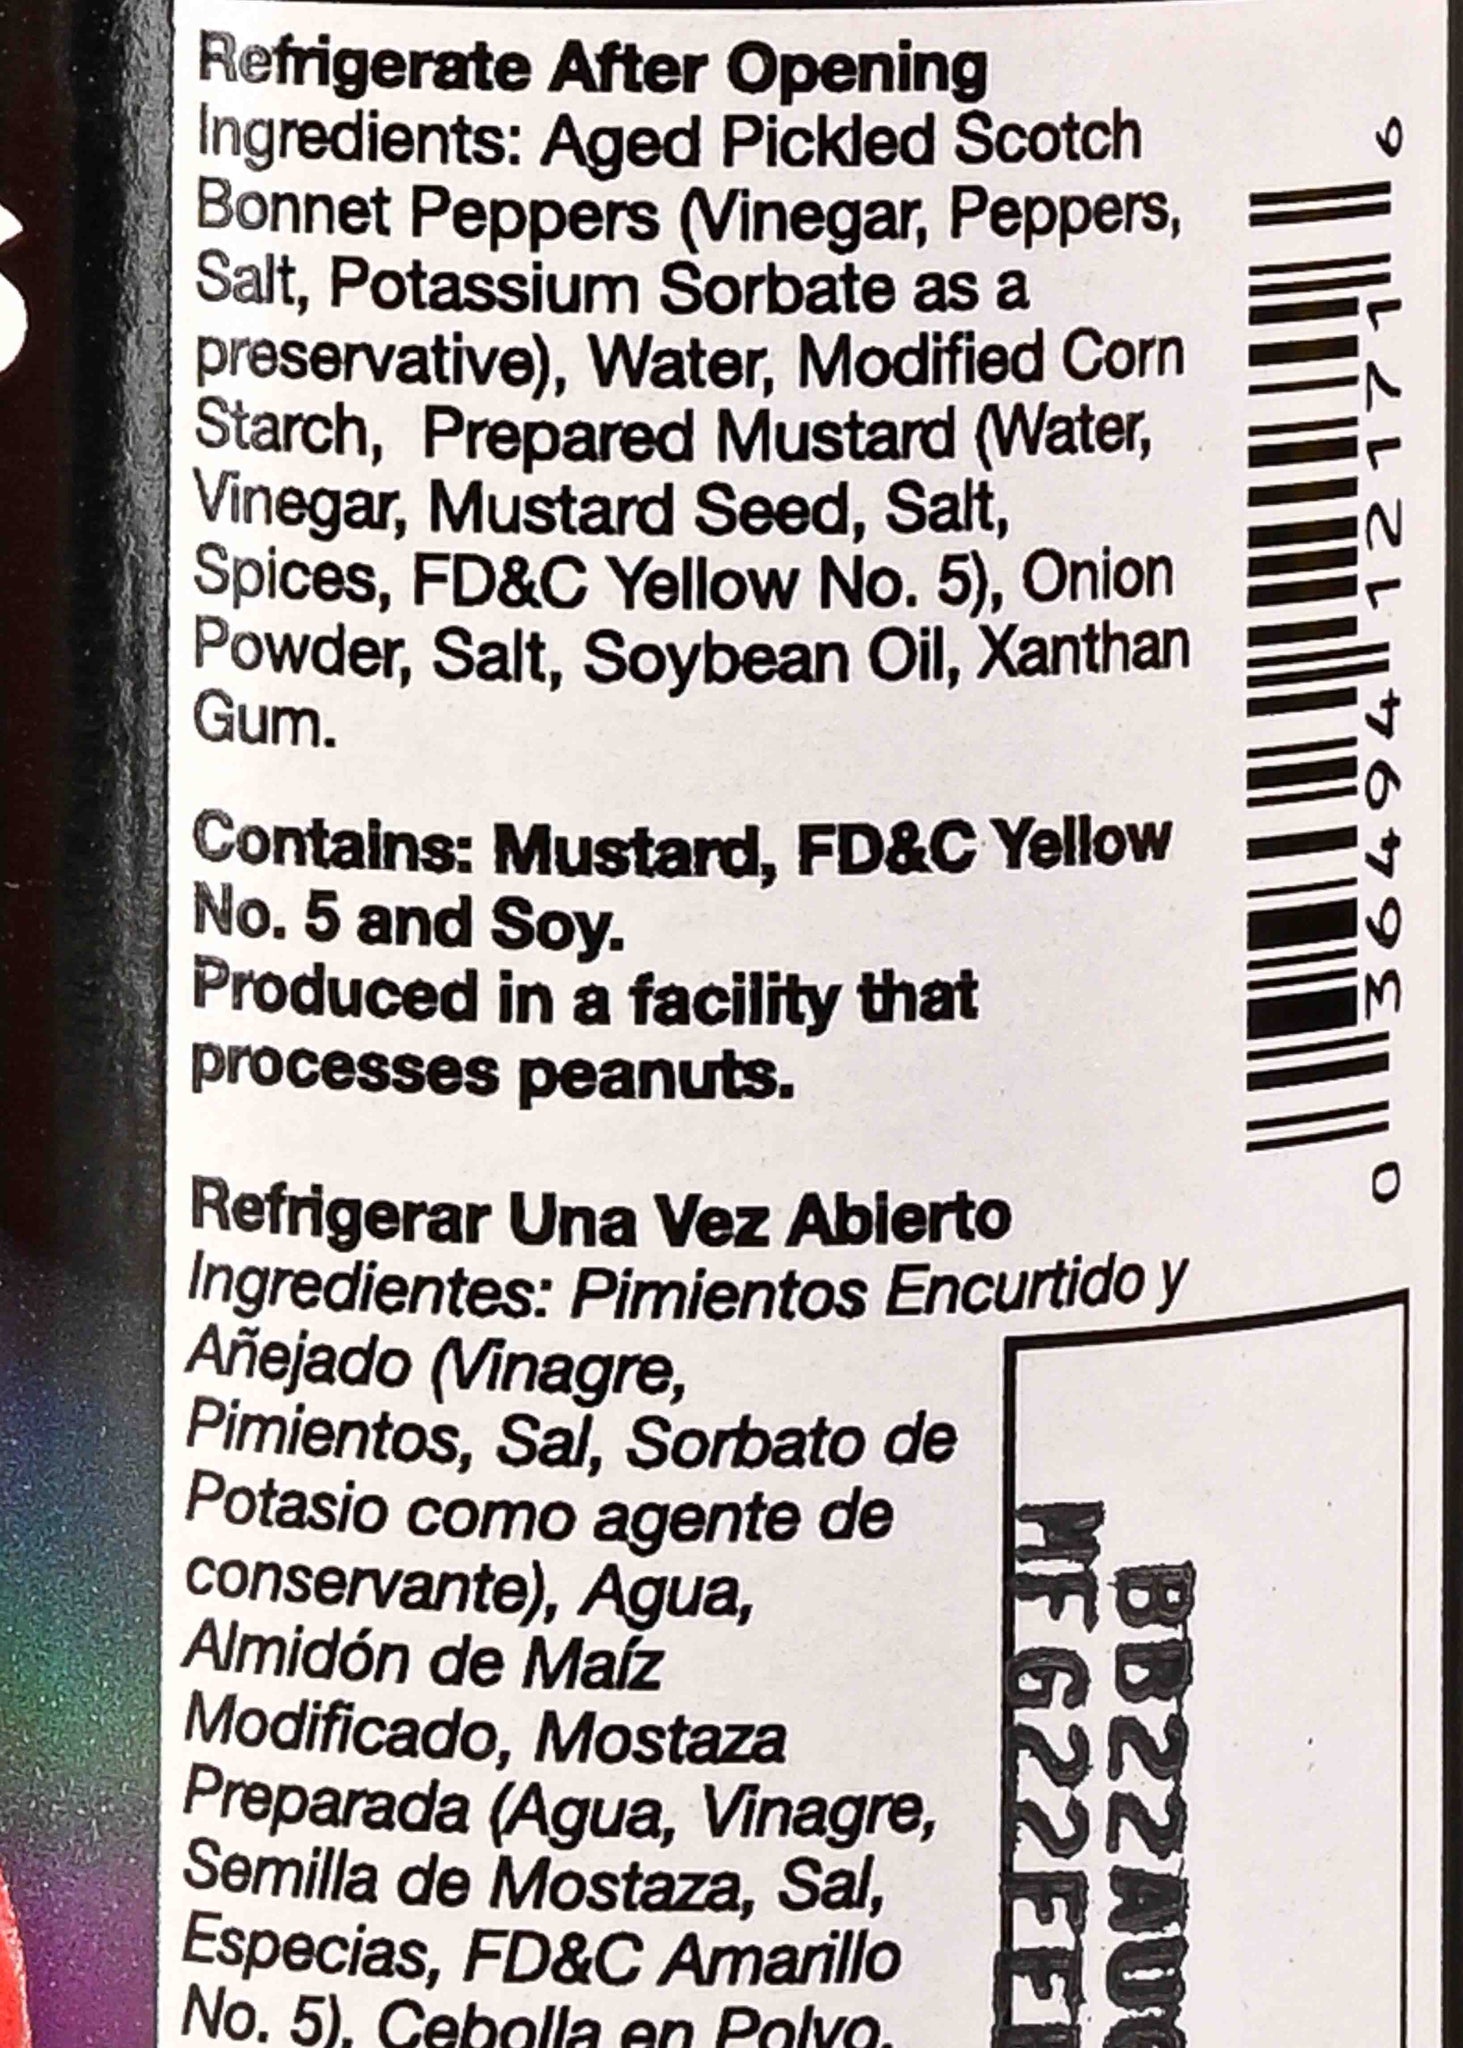 Refrigerate After Opening
Ingredients: Aged Pickled Scotch
Bonnet Peppers (Vinegar, Peppers,
Salt, Potassium Sorbate as a
preservative), Water, Modified Corn
Starch, Prepared Mustard (Water,
Vinegar, Mustard Seed, Salt,
Spices, FD&C Yellow No. 5), Onion
Powder, Salt, Soybean Oil, Xanthan
Gum.
Contains: Mustard, FD&C Yellow
No. 5 and Soy.
Produced in a facility that
processes peanuts.
Refrigerar Una Vez Abierto
Ingredientes: Pimientos Encurtido y
Añejado (Vinagre,
Pimientos, Sal, Sorbato de
Potasio como agente de
conservante), Agua,
Almidón de Maíz
Modificado, Mostaza
Preparada (Agua, Vinagre,
Semilla de Mostaza, Sal,
Especias, FD&C Amarillo
No. 5), Cebolla en Polvo,
0 36494 12171 6
BB22AUG
MFG22FE